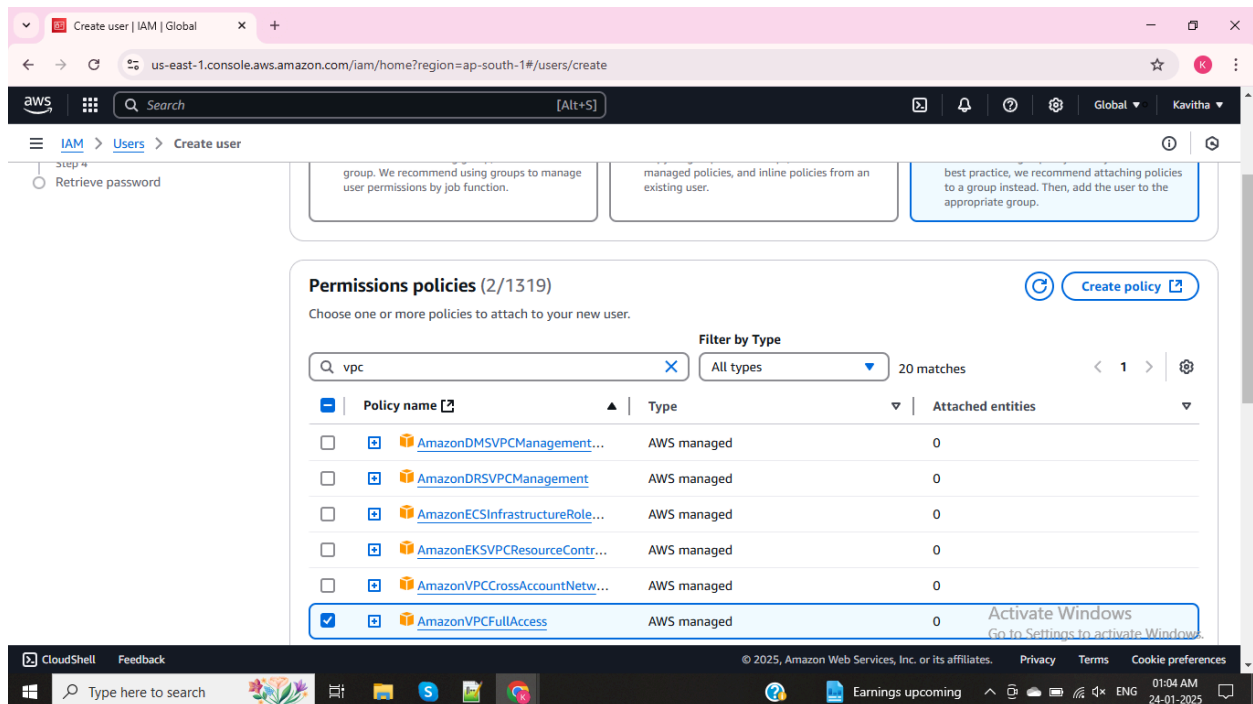 Create user | IAM | Global
us-east-1.console.aws.amazon.com/iam/home?region=ap-south-1#/users/create
K
aws
Search
[Alt+S]
Global
Kavitha
IAM > Users > Create user
Step 4
Retrieve password
group. We recommend using groups to manage
user permissions by job function.
managed policies, and inline policies from an
existing user.
best practice, we recommend attaching policies
to a group instead. Then, add the user to the
appropriate group.
Permissions policies (2/1319)
Create policy
Choose one or more policies to attach to your new user.
Filter by Type
vpc
All types
20 matches
1
Policy name
Type
Attached entities
AmazonDMSVPCManagement...
AWS managed
0
AmazonDRSVPCManagement
AWS managed
0
AmazonECSInfrastructureRole...
AWS managed
0
AmazonEKSVPCResourceContr...
AWS managed
0
AmazonVPCCrossAccountNetw...
AWS managed
0
AmazonVPCFullAccess
AWS managed
0
Activate Windows
Go to Settings to activate Windows.
CloudShell
Feedback
© 2025, Amazon Web Services, Inc. or its affiliates.
Privacy
Terms
Cookie preferences
Type here to search
Earnings upcoming
ENG
01:04 AM
24-01-2025